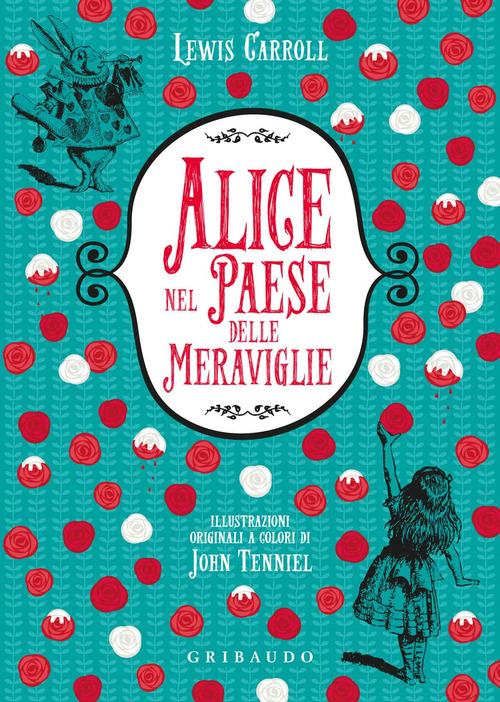 Lewis Carroll
Alice
nel Paese
delle
Meraviglie
illustrazioni
originali a colori di
John Tenniel
GRIBAUDO